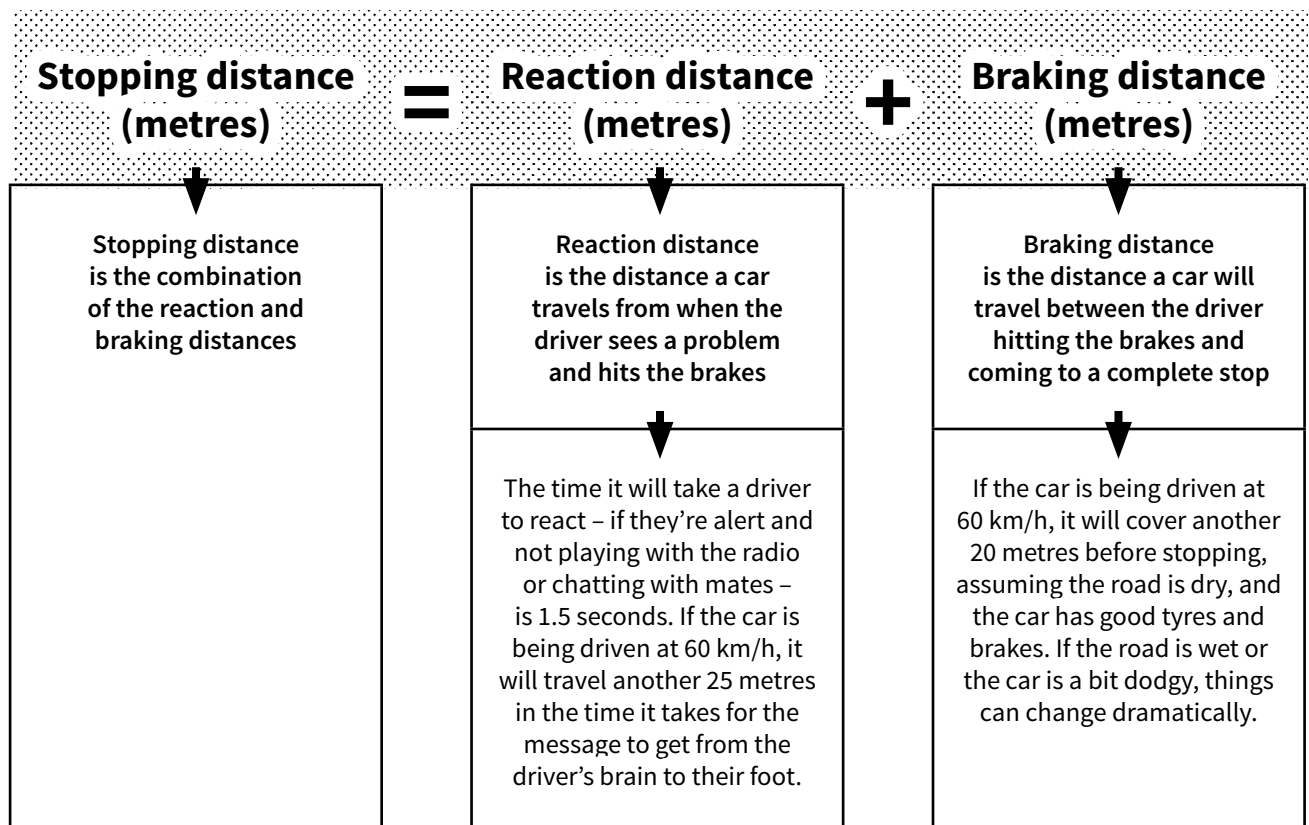 Stopping distance
(metres)
=
Reaction distance
(metres)
+
Braking distance
(metres)
Stopping distance
is the combination
of the reaction and
braking distances
Reaction distance
is the distance a car
travels from when the
driver sees a problem
and hits the brakes
The time it will take a driver
to react – if they’re alert and
not playing with the radio
or chatting with mates –
is 1.5 seconds. If the car is
being driven at 60 km/h, it
will travel another 25 metres
in the time it takes for the
message to get from the
driver’s brain to their foot.
Braking distance
is the distance a car will
travel between the driver
hitting the brakes and
coming to a complete stop
If the car is being driven at
60 km/h, it will cover another
20 metres before stopping,
assuming the road is dry, and
the car has good tyres and
brakes. If the road is wet or
the car is a bit dodgy, things
can change dramatically.